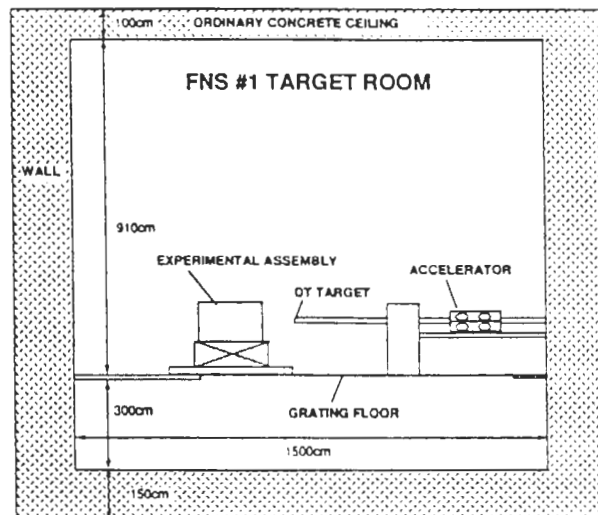 100cm
ORDINARY CONCRETE CEILING
FNS #1 TARGET ROOM
WALL
910cm
EXPERIMENTAL ASSEMBLY
ACCELERATOR
DT TARGET
300cm
GRATING FLOOR
1500cm
150cm